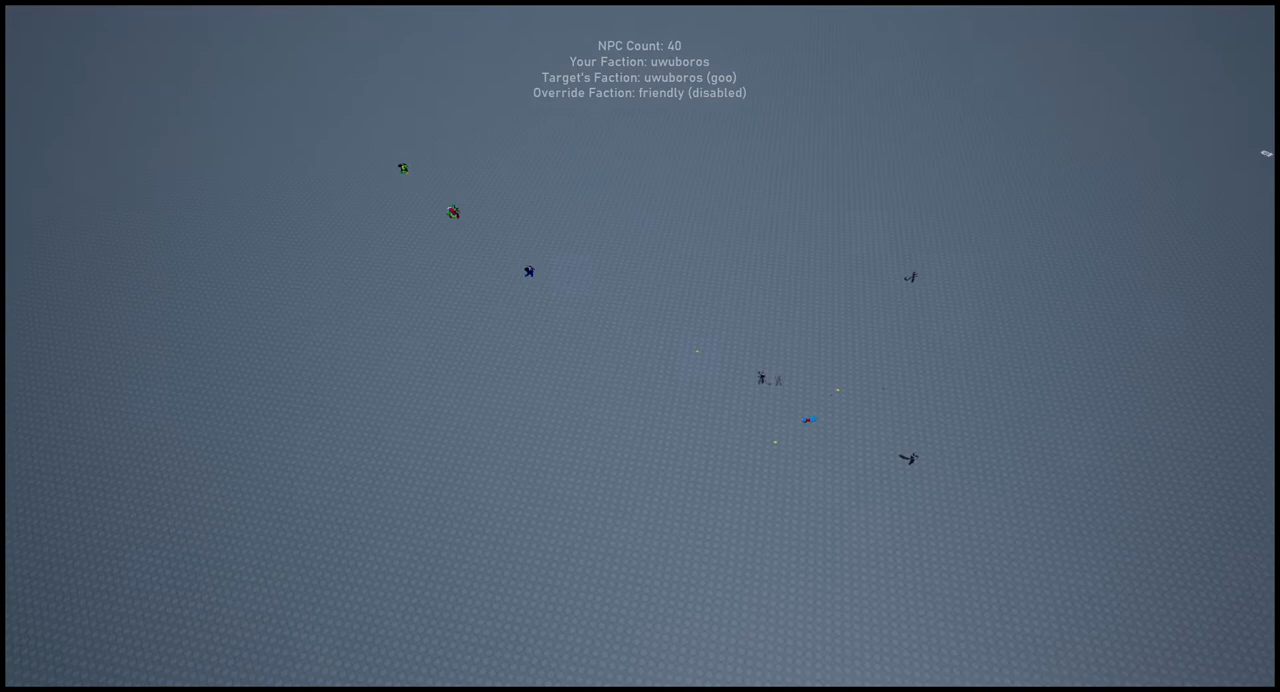 NPC Count: 40
Your Faction: uwuboros
Target's Faction: uwuboros (goo)
Override Faction: friendly (disabled)